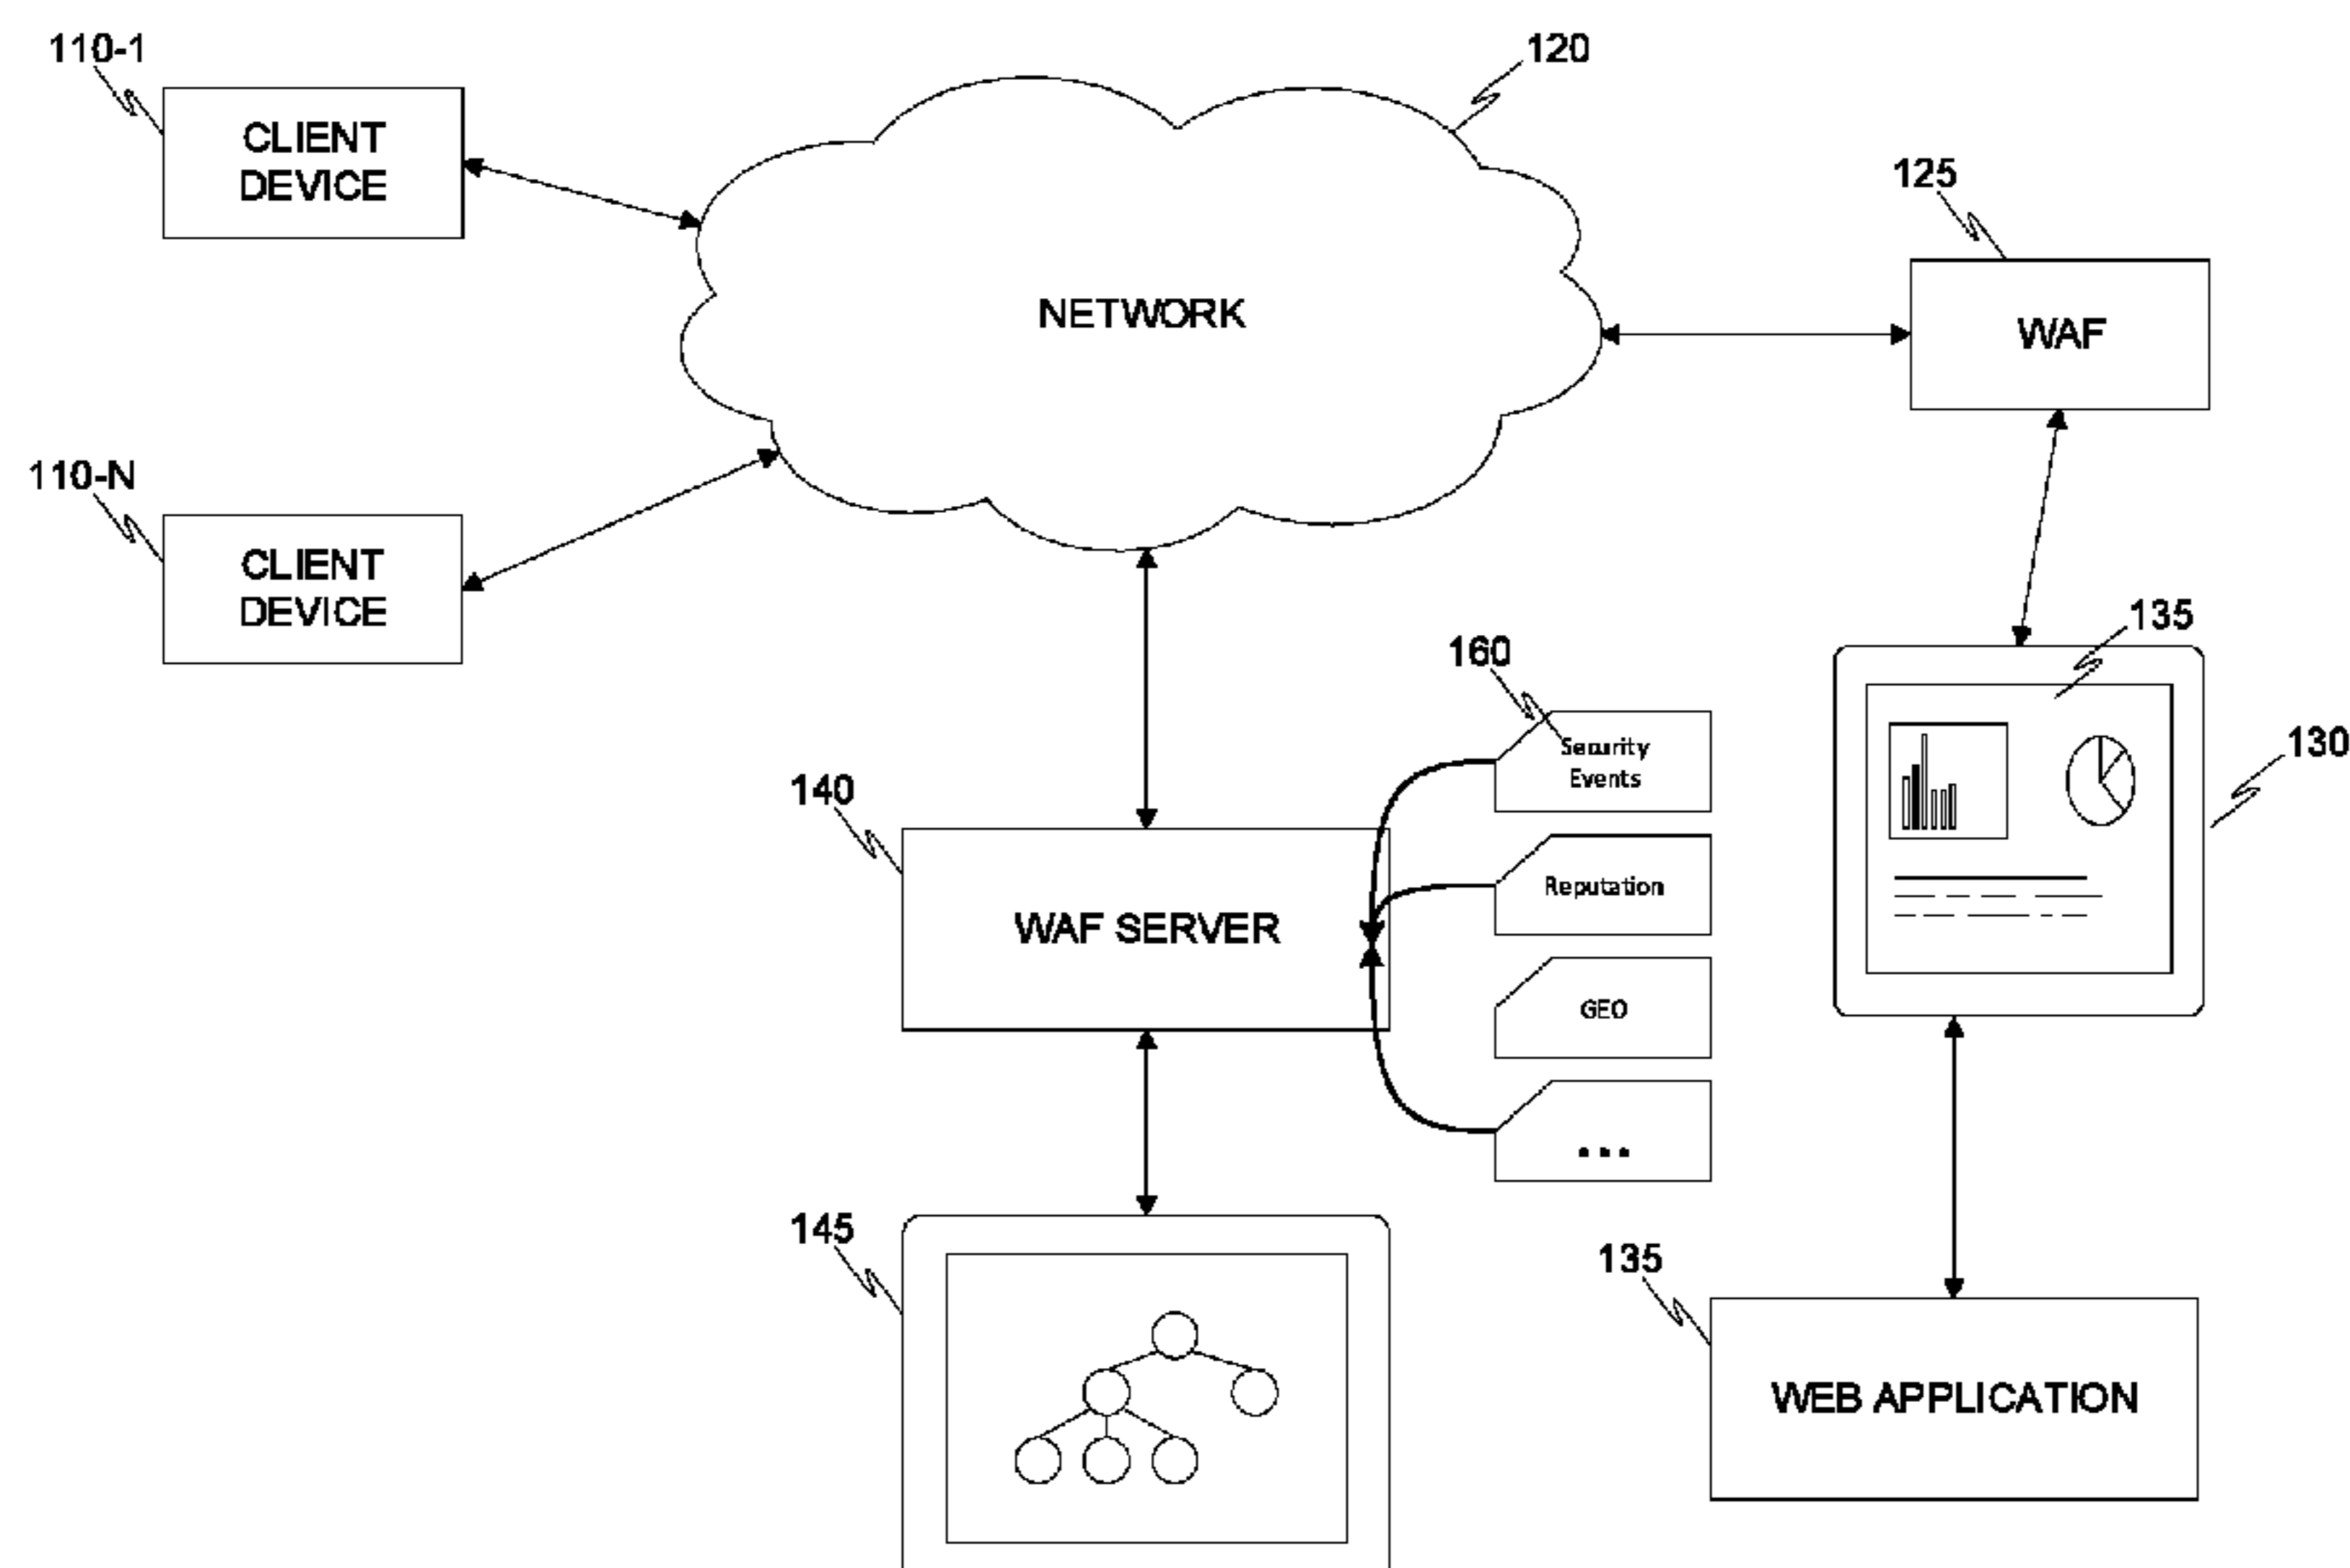 110-1
120
CLIENT
DEVICE
125
NETWORK
WAF
110-N
CLIENT
DEVICE
135
160
Security
Events
130
140
Reputation
WAF SERVER
GEO
...
145
135
WEB APPLICATION